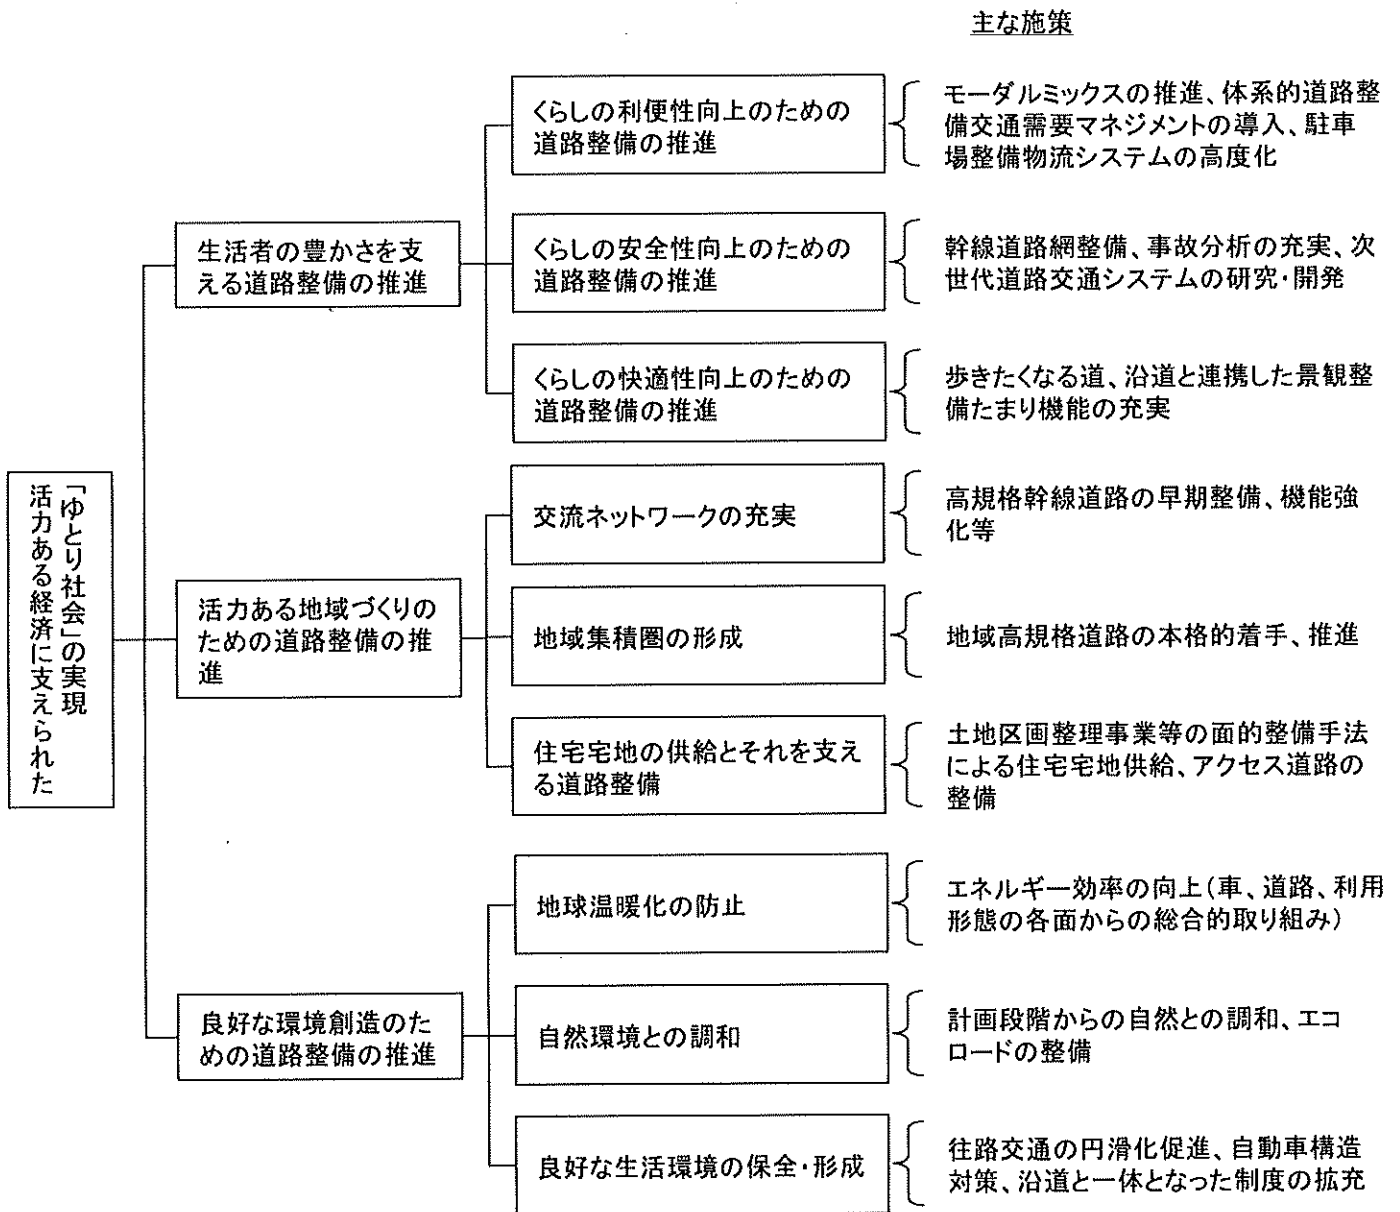 主な施策
「ゆとり社会」の実現
活力ある経済に支えられた
生活者の豊かさを支
える道路整備の推進
くらしの利便性向上のための
道路整備の推進
モーダルミックスの推進、体系的道路整
備交通需要マネジメントの導入、駐車
場整備物流システムの高度化
くらしの安全性向上のための
道路整備の推進
幹線道路網整備、事故分析の充実、次
世代道路交通システムの研究・開発
くらしの快適性向上のための
道路整備の推進
歩きたくなる道、沿道と連携した景観整
備たまり機能の充実
活力ある地域づくりの
ための道路整備の推
進
交流ネットワークの充実
高規格幹線道路の早期整備、機能強
化等
地域集積圏の形成
地域高規格道路の本格的着手、推進
住宅宅地の供給とそれを支え
る道路整備
土地区画整理事業等の面的整備手法
による住宅宅地供給、アクセス道路の
整備
良好な環境創造のた
めの道路整備の推進
地球温暖化の防止
エネルギー効率の向上(車、道路、利用
形態の各面からの総合的取り組み)
自然環境との調和
計画段階からの自然との調和、エコ
ロードの整備
良好な生活環境の保全・形成
往路交通の円滑化促進、自動車構造
対策、沿道と一体となった制度の拡充